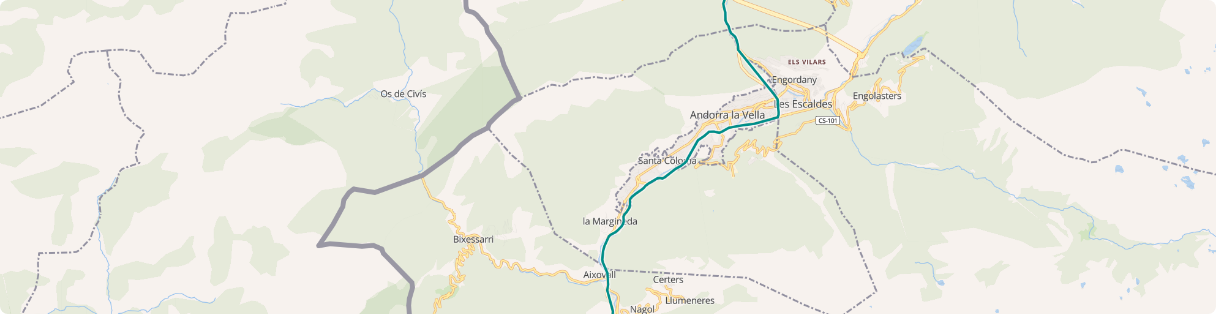 ELS VILARS
Engordany
Os de Civís
Engolasters
Les Escaldes
Andorra la Vella
CS-101
Santa Coloma
la Margineda
Bixessarri
Aixovall
Certers
Llumeneres
Nagol